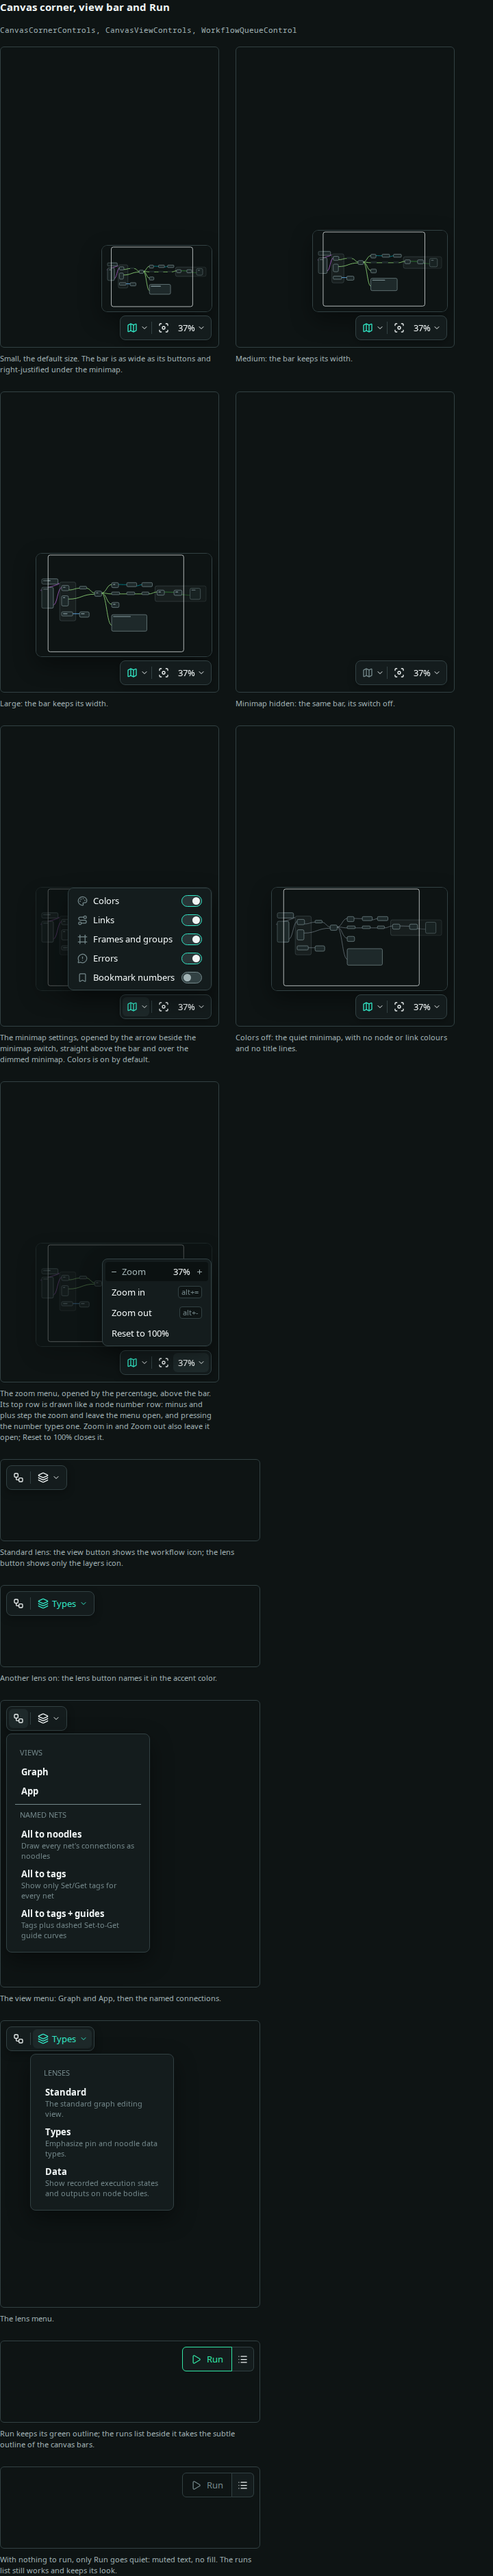 Canvas corner, view bar and Run
CanvasCornerControls, CanvasViewControls, WorkflowQueueControl
37%
37%
Small, the default size. The bar is as wide as its buttons and
right-justified under the minimap.
Medium: the bar keeps its width.
37%
37%
Large: the bar keeps its width.
Minimap hidden: the same bar, its switch off.
Colors
Links
Frames and groups
Errors
Bookmark numbers
37%
37%
The minimap settings, opened by the arrow beside the
minimap switch, straight above the bar and over the
dimmed minimap. Colors is on by default.
Colors off: the quiet minimap, with no node or link colours
and no title lines.
− Zoom 37% +
Zoom in alt+=
Zoom out alt+-
Reset to 100%
37%
The zoom menu, opened by the percentage, above the bar.
Its top row is drawn like a node number row: minus and
plus step the zoom and leave the menu open, and pressing
the number types one. Zoom in and Zoom out also leave it
open; Reset to 100% closes it.
Standard lens: the view button shows the workflow icon; the lens
button shows only the layers icon.
Types
Another lens on: the lens button names it in the accent color.
VIEWS
Graph
App
NAMED NETS
All to noodles
Draw every net's connections as
noodles
All to tags
Show only Set/Get tags for
every net
All to tags + guides
Tags plus dashed Set-to-Get
guide curves
The view menu: Graph and App, then the named connections.
Types
LENSES
Standard
The standard graph editing
view.
Types
Emphasize pin and noodle data
types.
Data
Show recorded execution states
and outputs on node bodies.
The lens menu.
Run
Run keeps its green outline; the runs list beside it takes the subtle
outline of the canvas bars.
Run
With nothing to run, only Run goes quiet: muted text, no fill. The runs
list still works and keeps its look.